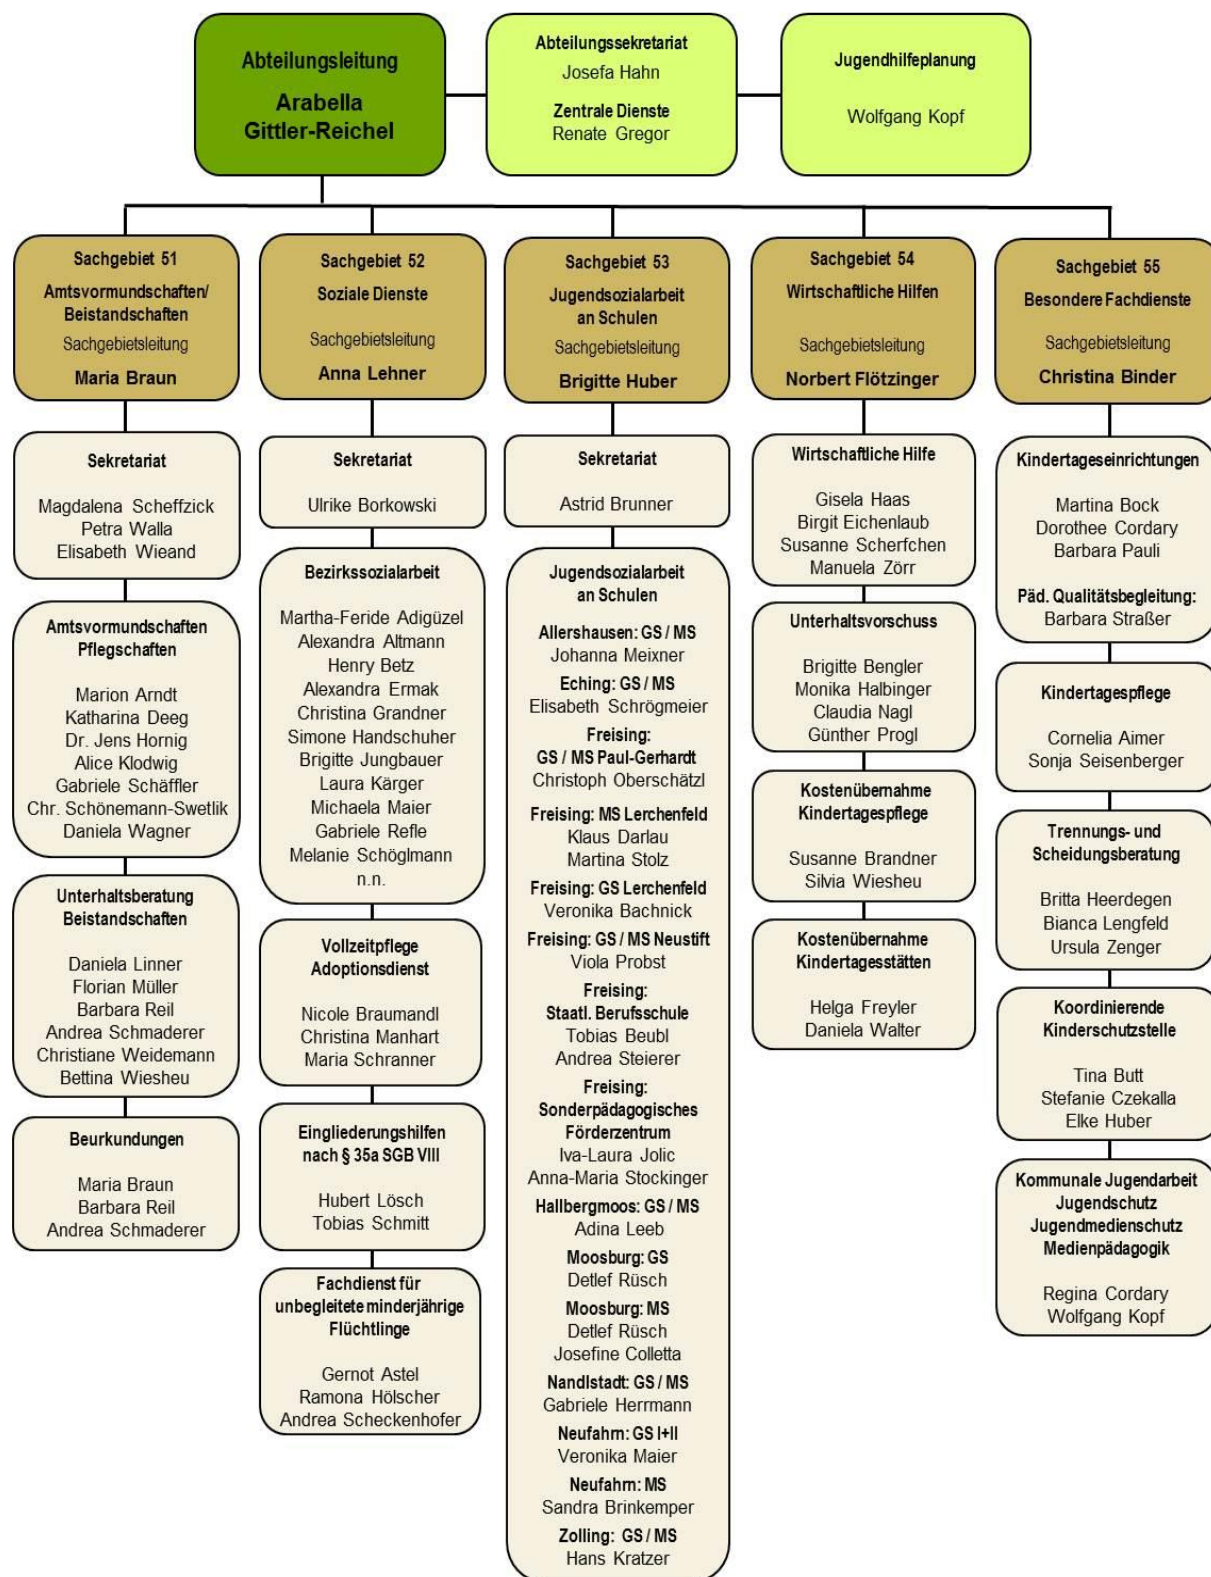 Abteilungsleitung
Arabella
Gittler-Reichel
Abteilungssekretariat
Josefa Hahn
Zentrale Dienste
Renate Gregor
Jugendhilfeplanung
Wolfgang Kopf
Sachgebiet 51
Amtsvormundschaften/
Beistandschaften
Sachgebietsleitung
Maria Braun
Sekretariat
Magdalena Scheffzick
Petra Walla
Elisabeth Wieand
Amtsvormundschaften
Pflegschaften
Marion Arndt
Katharina Deeg
Dr. Jens Hornig
Alice Klodwig
Gabriele Schäffler
Chr. Schönemann-Swetlik
Daniela Wagner
Unterhaltsberatung
Beistandschaften
Daniela Linner
Florian Müller
Barbara Reil
Andrea Schmaderer
Christiane Weidemann
Bettina Wiesheu
Beurkundungen
Maria Braun
Barbara Reil
Andrea Schmaderer
Sachgebiet 52
Soziale Dienste
Sachgebietsleitung
Anna Lehner
Sekretariat
Ulrike Borkowski
Bezirkssozialarbeit
Martha-Feride Adigüzel
Alexandra Altmann
Henry Betz
Alexandra Ermak
Christina Grandner
Simone Handschuher
Brigitte Jungbauer
Laura Kärger
Michaela Maier
Gabriele Refle
Melanie Schöglmann
n.n.
Vollzeitpflege
Adoptionsdienst
Nicole Braumandl
Christina Manhart
Maria Schranner
Eingliederungshilfen
nach § 35a SGB VIII
Hubert Lösch
Tobias Schmitt
Fachdienst für
unbegleitete minderjährige
Flüchtlinge
Gernot Astel
Ramona Hölscher
Andrea Scheckenhofer
Sachgebiet 53
Jugendsozialarbeit
an Schulen
Sachgebietsleitung
Brigitte Huber
Sekretariat
Astrid Brunner
Jugendsozialarbeit
an Schulen
Allershausen: GS / MS
Johanna Meixner
Eching: GS / MS
Elisabeth Schrögmeier
Freising:
GS / MS Paul-Gerhardt
Christoph Oberschätzl
Freising: MS Lerchenfeld
Klaus Darlau
Martina Stolz
Freising: GS Lerchenfeld
Veronika Bachnick
Freising: GS / MS Neustift
Viola Probst
Freising:
Staatl. Berufsschule
Tobias Beubl
Andrea Steierer
Freising:
Sonderpädagogisches
Förderzentrum
Iva-Laura Jolic
Anna-Maria Stockinger
Hallbergmoos: GS / MS
Adina Leeb
Moosburg: GS
Detlef Rüsch
Moosburg: MS
Detlef Rüsch
Josefine Colletta
Nandlstadt: GS / MS
Gabriele Herrmann
Neufahrn: GS I+II
Veronika Maier
Neufahrn: MS
Sandra Brinkemper
Zolling: GS / MS
Hans Kratzer
Sachgebiet 54
Wirtschaftliche Hilfen
Sachgebietsleitung
Norbert Flötzinger
Wirtschaftliche Hilfe
Gisela Haas
Birgit Eichenlaub
Susanne Scherfchen
Manuela Zörr
Unterhaltsvorschuss
Brigitte Bengler
Monika Halbinger
Claudia Nagl
Günther Progl
Kostenübernahme
Kindertagespflege
Susanne Brandner
Silvia Wiesheu
Kostenübernahme
Kindertagesstätten
Helga Freyler
Daniela Walter
Sachgebiet 55
Besondere Fachdienste
Sachgebietsleitung
Christina Binder
Kindertageseinrichtungen
Martina Bock
Dorothee Cordary
Barbara Pauli
Päd. Qualitätsbegleitung:
Barbara Straßer
Kindertagespflege
Cornelia Aimer
Sonja Seisenberger
Trennungs- und
Scheidungsberatung
Britta Heerdegen
Bianca Lengfeld
Ursula Zenger
Koordinierende
Kinderschutzstelle
Tina Butt
Stefanie Czekalla
Elke Huber
Kommunale Jugendarbeit
Jugendschutz
Jugendmedienschutz
Medienpädagogik
Regina Cordary
Wolfgang Kopf